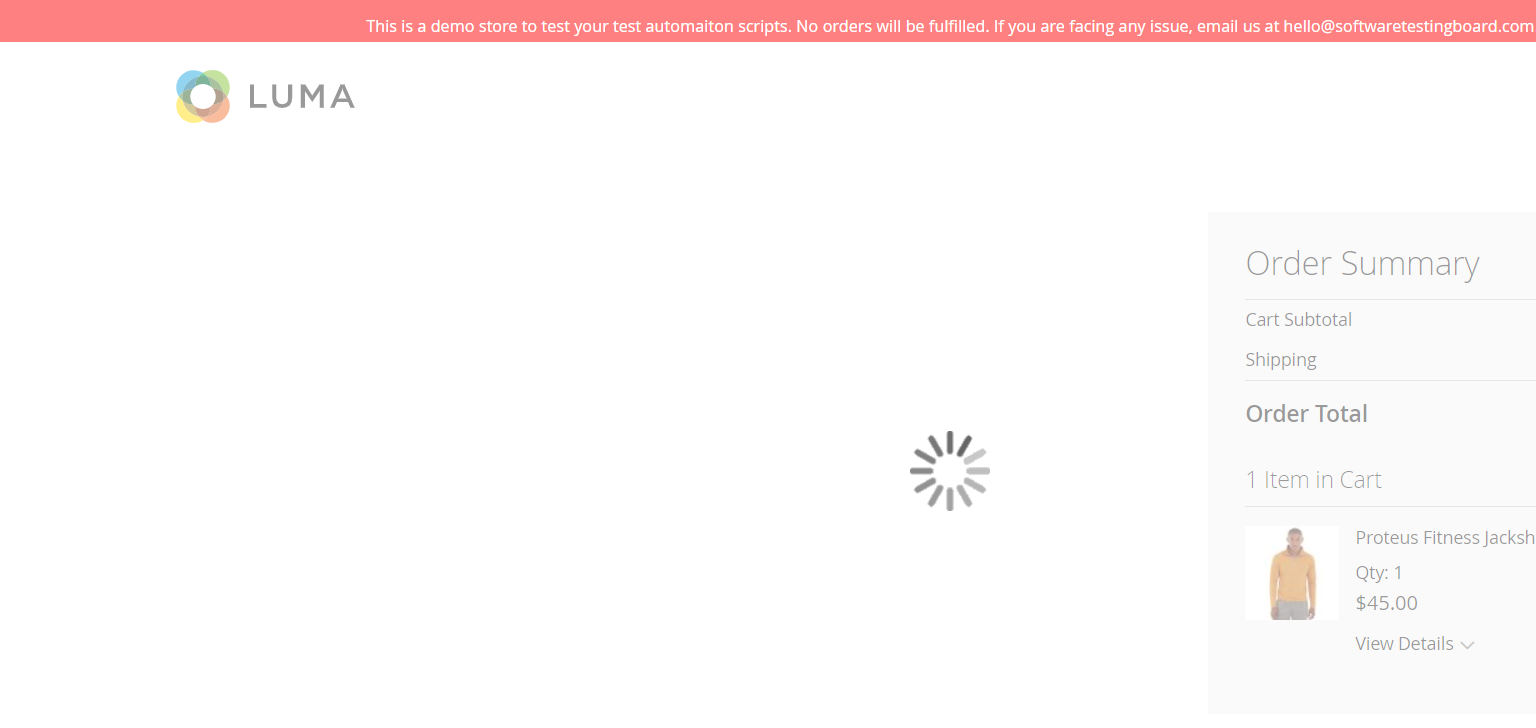 This is a demo store to test your test automaiton scripts. No orders will be fulfilled. If you are facing any issue, email us at hello@softwaretestingboard.com
LUMA
Order Summary
Cart Subtotal
Shipping
Order Total
1 Item in Cart
Proteus Fitness Jacksh
Qty: 1
$45.00
View Details